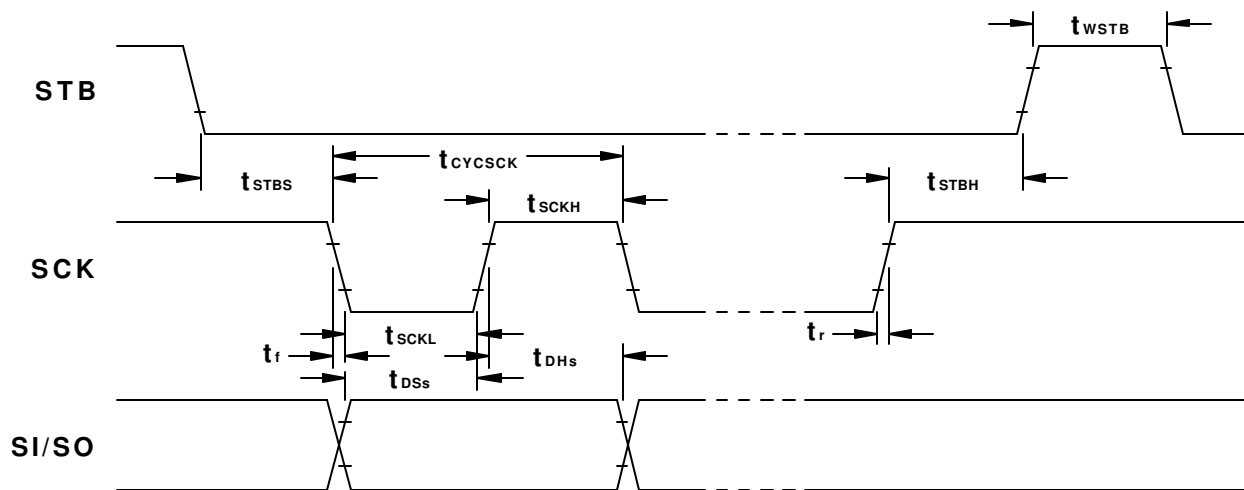 tWSTB
STB
tCYCSCK
tSTBS
tSTBH
tSCKH
SCK
tSCKL
tr
tf
tDHs
tDSs
SI/SO